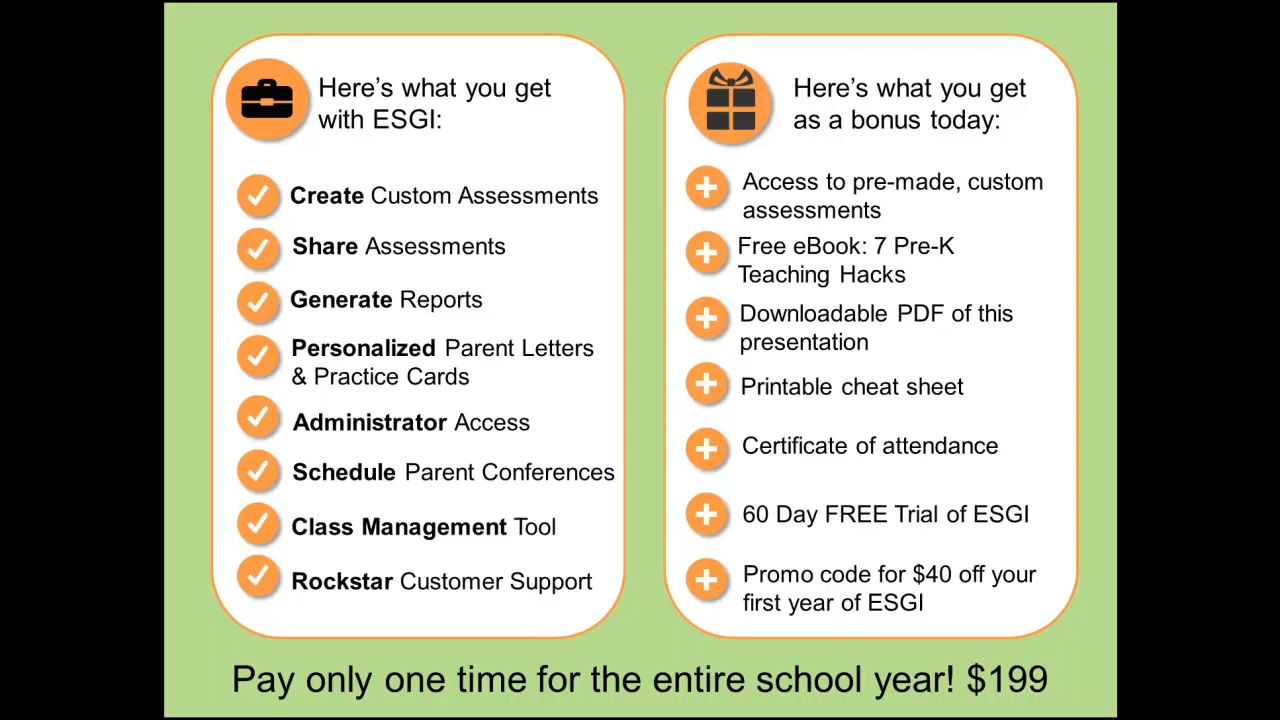 Here's what you get
with ESGI:
Create Custom Assessments
Share Assessments
Generate Reports
Personalized Parent Letters
& Practice Cards
Administrator Access
Schedule Parent Conferences
Class Management Tool
Rockstar Customer Support
Here's what you get
as a bonus today:
Access to pre-made, custom
assessments
Free eBook: 7 Pre-K
Teaching Hacks
Downloadable PDF of this
presentation
Printable cheat sheet
Certificate of attendance
60 Day FREE Trial of ESGI
Promo code for $40 off your
first year of ESGI
Pay only one time for the entire school year! $199